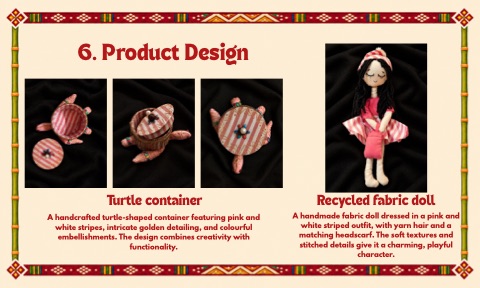 6. Product Design
Turtle container
A handcrafted turtle-shaped container featuring pink and
white stripes, intricate golden detailing, and colourful
embellishments. The design combines creativity with
functionality.
Recycled fabric doll
A handmade fabric doll dressed in a pink and
white striped outfit, with yarn hair and a
matching headscarf. The soft textures and
stitched details give it a charming, playful
character.